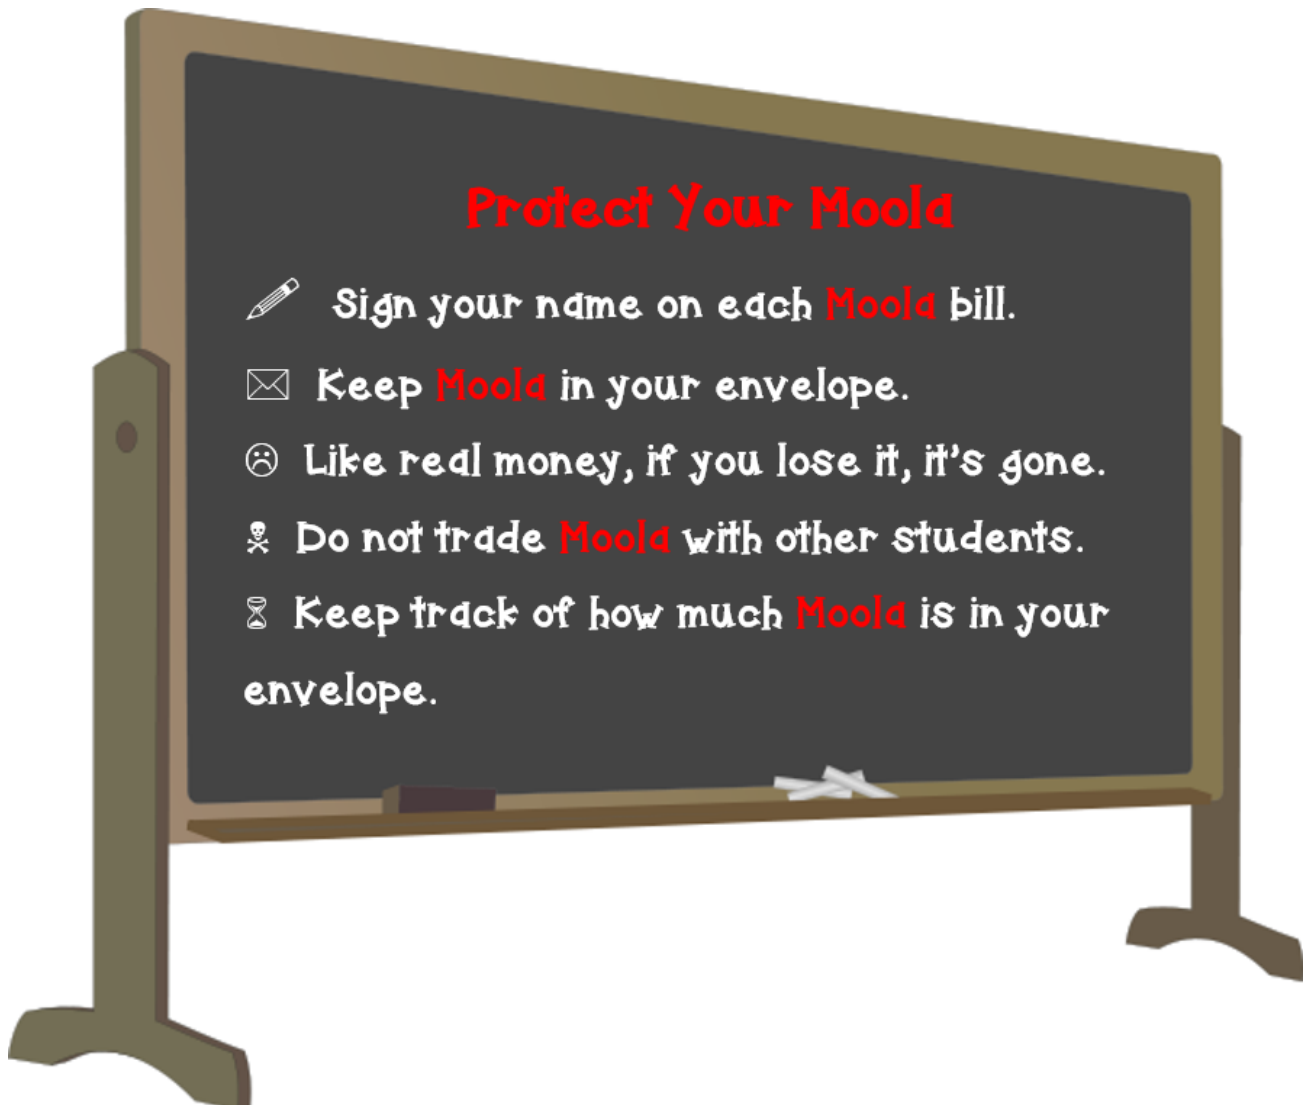 Protect Your Moola
✏ Sign your name on each Moola bill.
✉ Keep Moola in your envelope.
☹ Like real money, if you lose it, it's gone.
☠ Do not trade Moola with other students.
⌛ Keep track of how much Moola is in your
envelope.